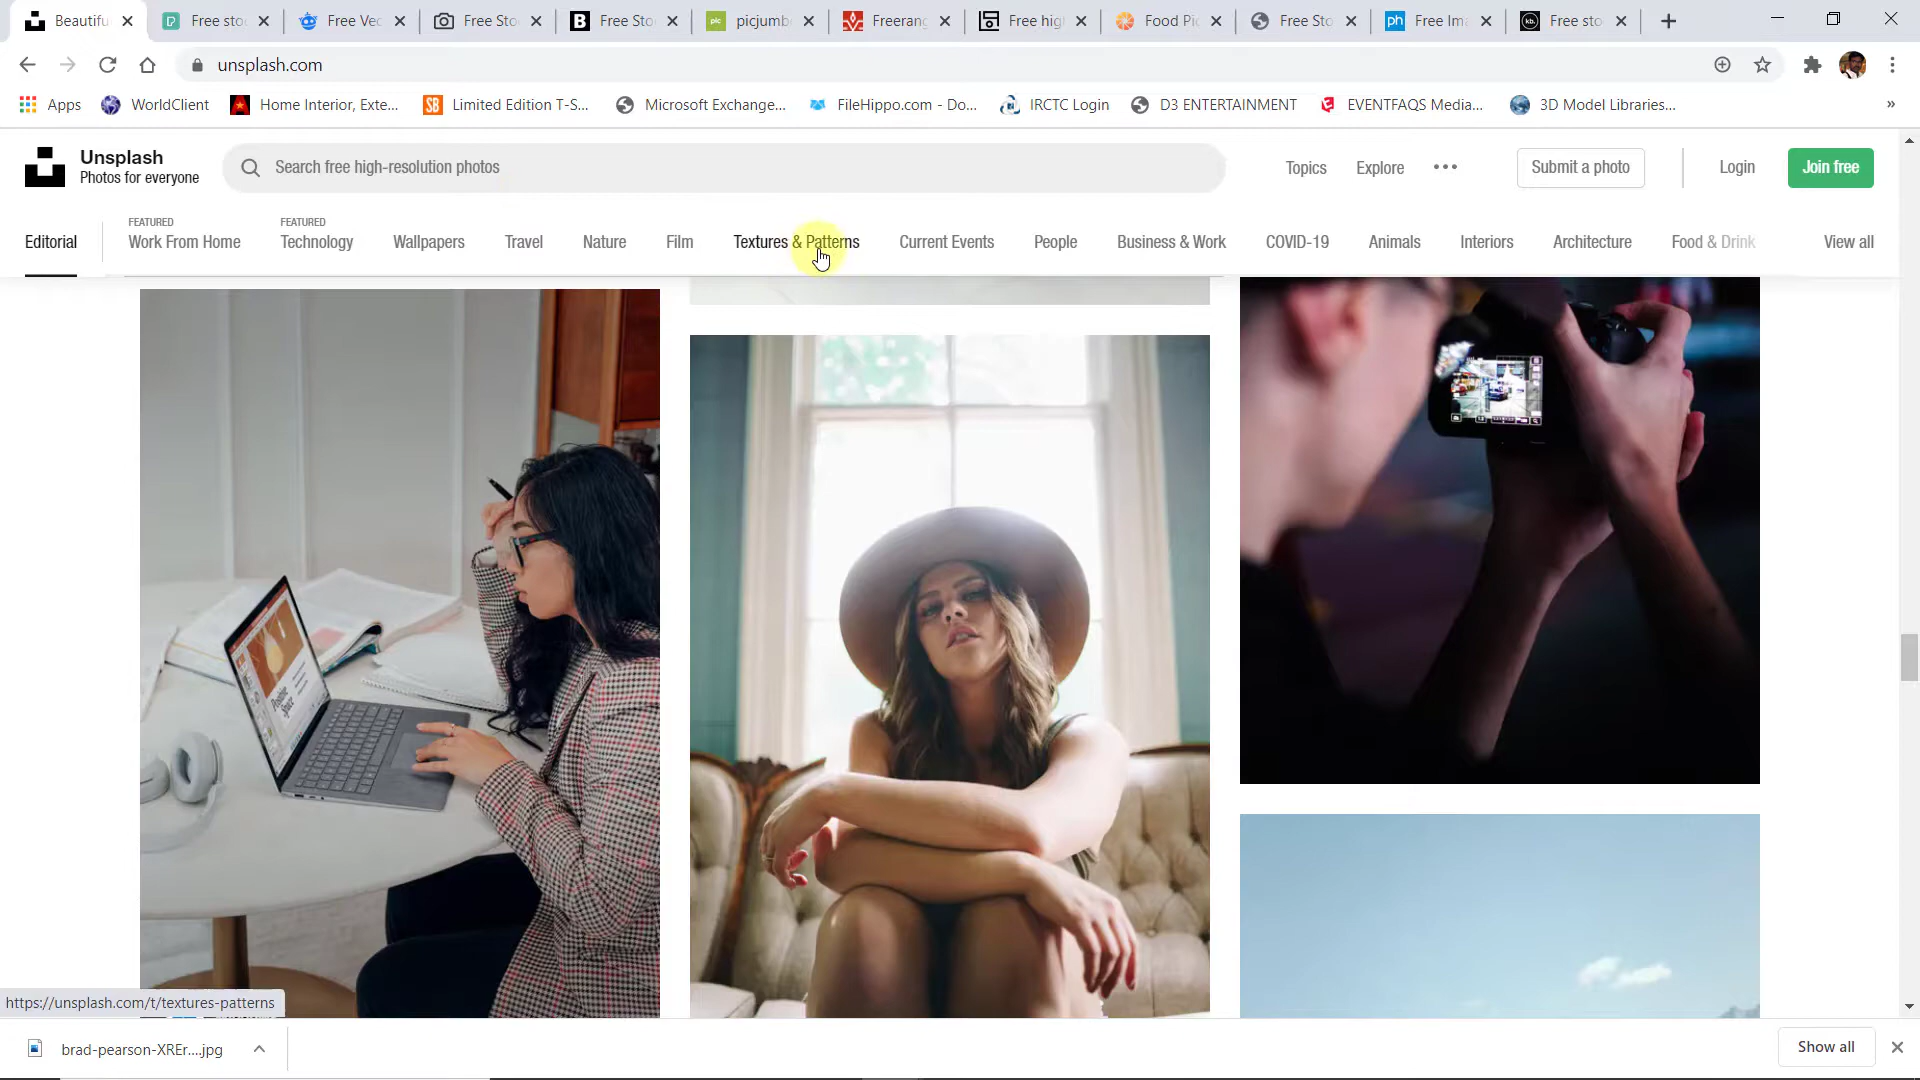 Beautifu
Free sto
Free Vec
Free Sto
Free Sto
picjumb
Freeran
Free hig
Food Pi
Free Sto
Free Im
Free sto
unsplash.com
Apps
WorldClient
Home Interior, Exte...
Limited Edition T-S...
Microsoft Exchange...
FileHippo.com - Do...
IRCTC Login
D3 ENTERTAINMENT
EVENTFAQS Media...
3D Model Libraries...
»
Unsplash
Photos for everyone
Search free high-resolution photos
Topics
Explore
Submit a photo
Login
Join free
Editorial
FEATURED
Work From Home
FEATURED
Technology
Wallpapers
Travel
Nature
Film
Textures & Patterns
Current Events
People
Business & Work
COVID-19
Animals
Interiors
Architecture
Food & Drink
View all
https://unsplash.com/t/textures-patterns
brad-pearson-XREr....jpg
Show all